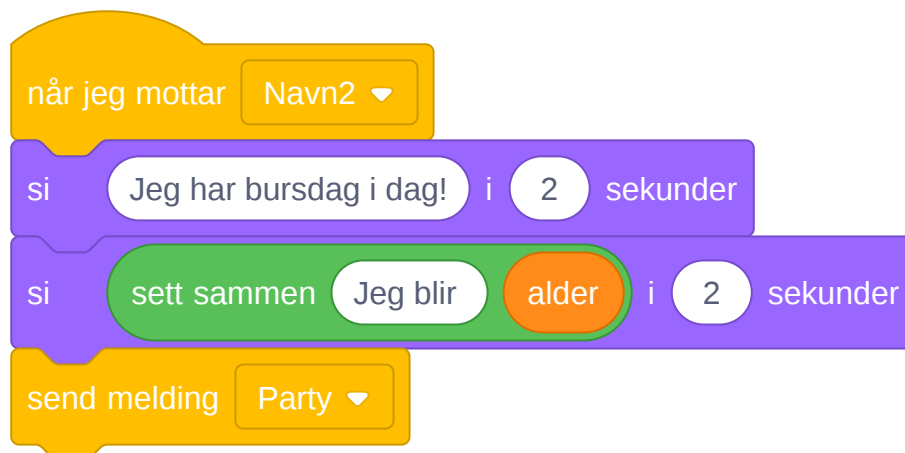 når jeg mottar Navn2
si Jeg har bursdag i dag! i 2 sekunder
si sett sammen Jeg blir alder i 2 sekunder
send melding Party